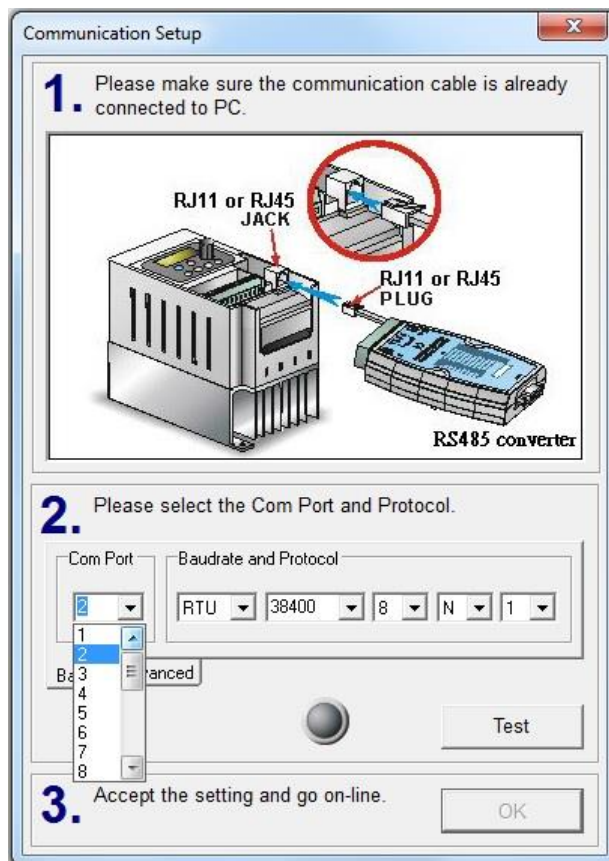 Communication Setup
1. Please make sure the communication cable is already
connected to PC.
RJ11 or RJ45
JACK
RJ11 or RJ45
PLUG
RS485 converter
2. Please select the Com Port and Protocol.
Com Port
Baudrate and Protocol
2 RTU 38400 8 N 1
1
2
3
4
5
6
7
8
Test
3. Accept the setting and go on-line.
OK